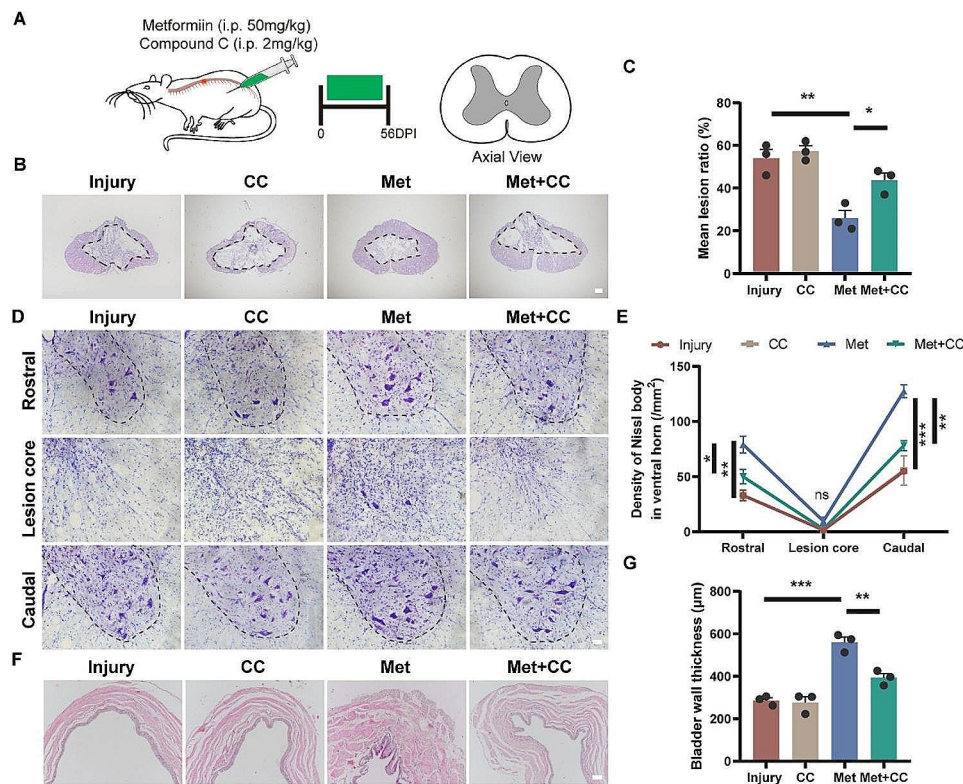 A
Metformiin (i.p. 50mg/kg)
Compound C (i.p. 2mg/kg)
0
56DPI
Axial View
B
Injury CC Met Met+CC
C
Mean lesion ratio (%)
80
60
40
20
0
** *
Injury CC Met Met+CC
D
Injury CC Met Met+CC
Rostral
Lesion core
Caudal
E
Injury CC Met Met+CC
Density of Nissl body
in ventral horn (/mm²)
150
100
50
0
* ** ns *** **
Rostral Lesion core Caudal
F
Injury CC Met Met+CC
G
Bladder wall thickness (μm)
800
600
400
200
0
*** **
Injury CC Met Met+CC